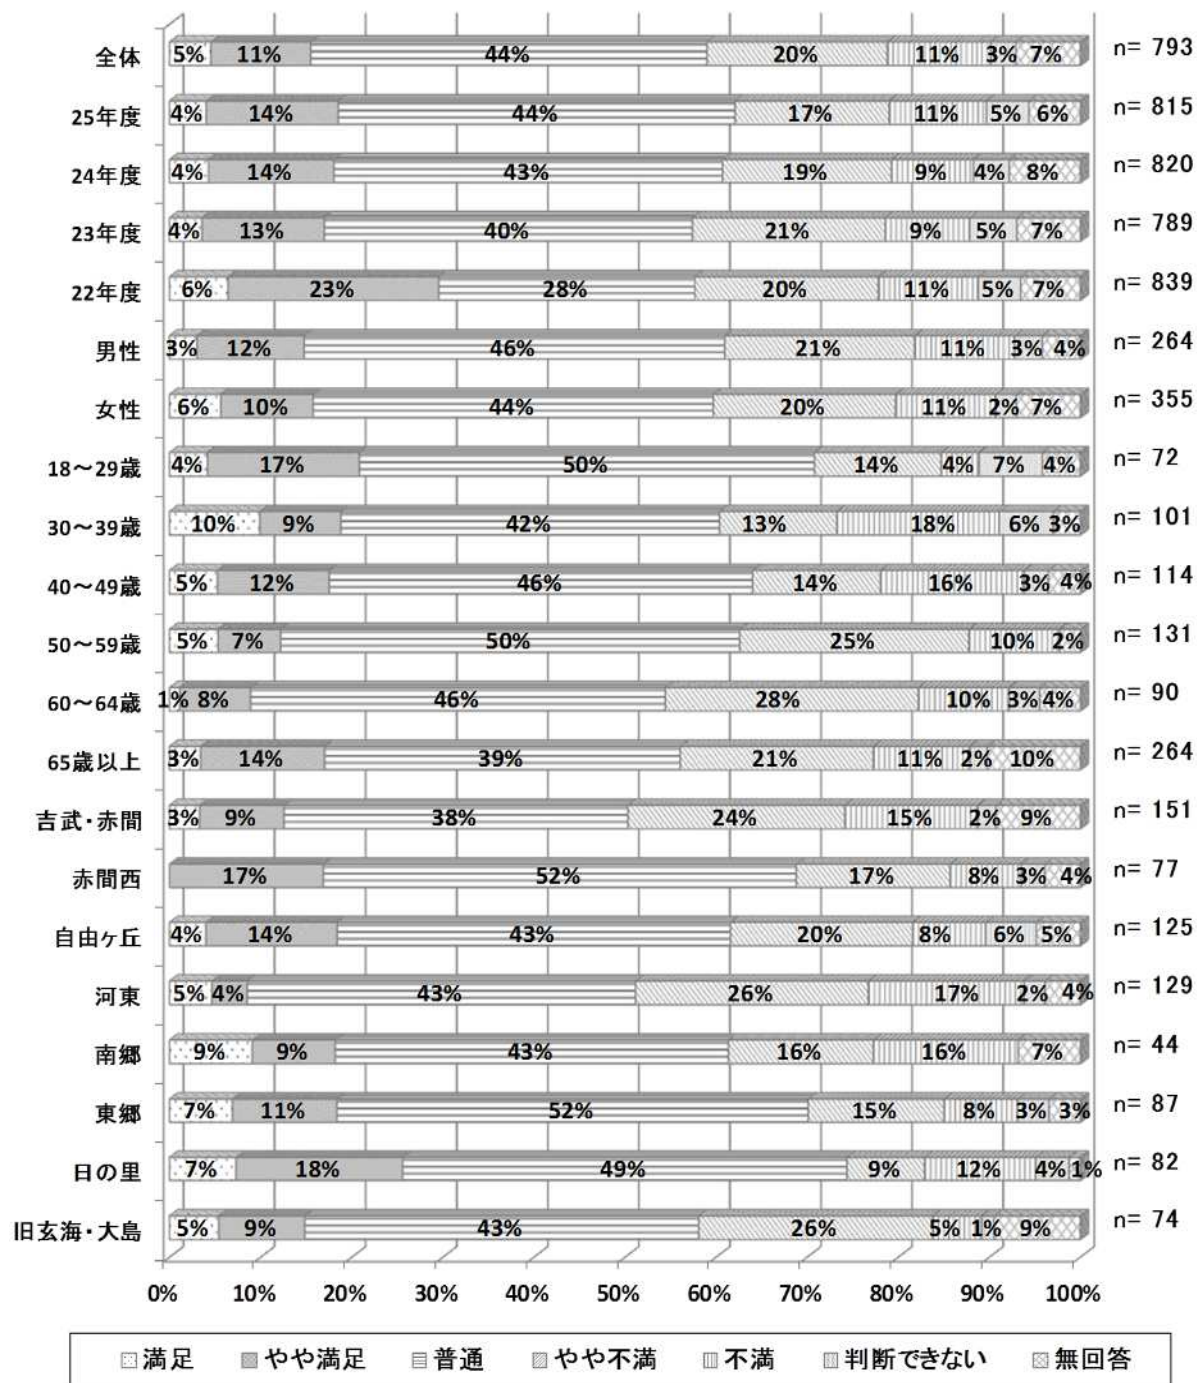 全体 5% 11% 44% 20% 11% 3% 7% n= 793
25年度 4% 14% 44% 17% 11% 5% 6% n= 815
24年度 4% 14% 43% 19% 9% 4% 8% n= 820
23年度 4% 13% 40% 21% 9% 5% 7% n= 789
22年度 6% 23% 28% 20% 11% 5% 7% n= 839
男性 3% 12% 46% 21% 11% 3% 4% n= 264
女性 6% 10% 44% 20% 11% 2% 7% n= 355
18～29歳 4% 17% 50% 14% 4% 7% 4% n= 72
30～39歳 10% 9% 42% 13% 18% 6% 3% n= 101
40～49歳 5% 12% 46% 14% 16% 3% 4% n= 114
50～59歳 5% 7% 50% 25% 10% 2% n= 131
60～64歳 1% 8% 46% 28% 10% 3% 4% n= 90
65歳以上 3% 14% 39% 21% 11% 2% 10% n= 264
吉武・赤間 3% 9% 38% 24% 15% 2% 9% n= 151
赤間西 17% 52% 17% 8% 3% 4% n= 77
自由ヶ丘 4% 14% 43% 20% 8% 6% 5% n= 125
河東 5% 4% 43% 26% 17% 2% 4% n= 129
南郷 9% 9% 43% 16% 16% 7% n= 44
東郷 7% 11% 52% 15% 8% 3% 3% n= 87
日の里 7% 18% 49% 9% 12% 4% 1% n= 82
旧玄海・大島 5% 9% 43% 26% 5% 1% 9% n= 74
0% 10% 20% 30% 40% 50% 60% 70% 80% 90% 100%
満足 やや満足 普通 やや不満 不満 判断できない 無回答